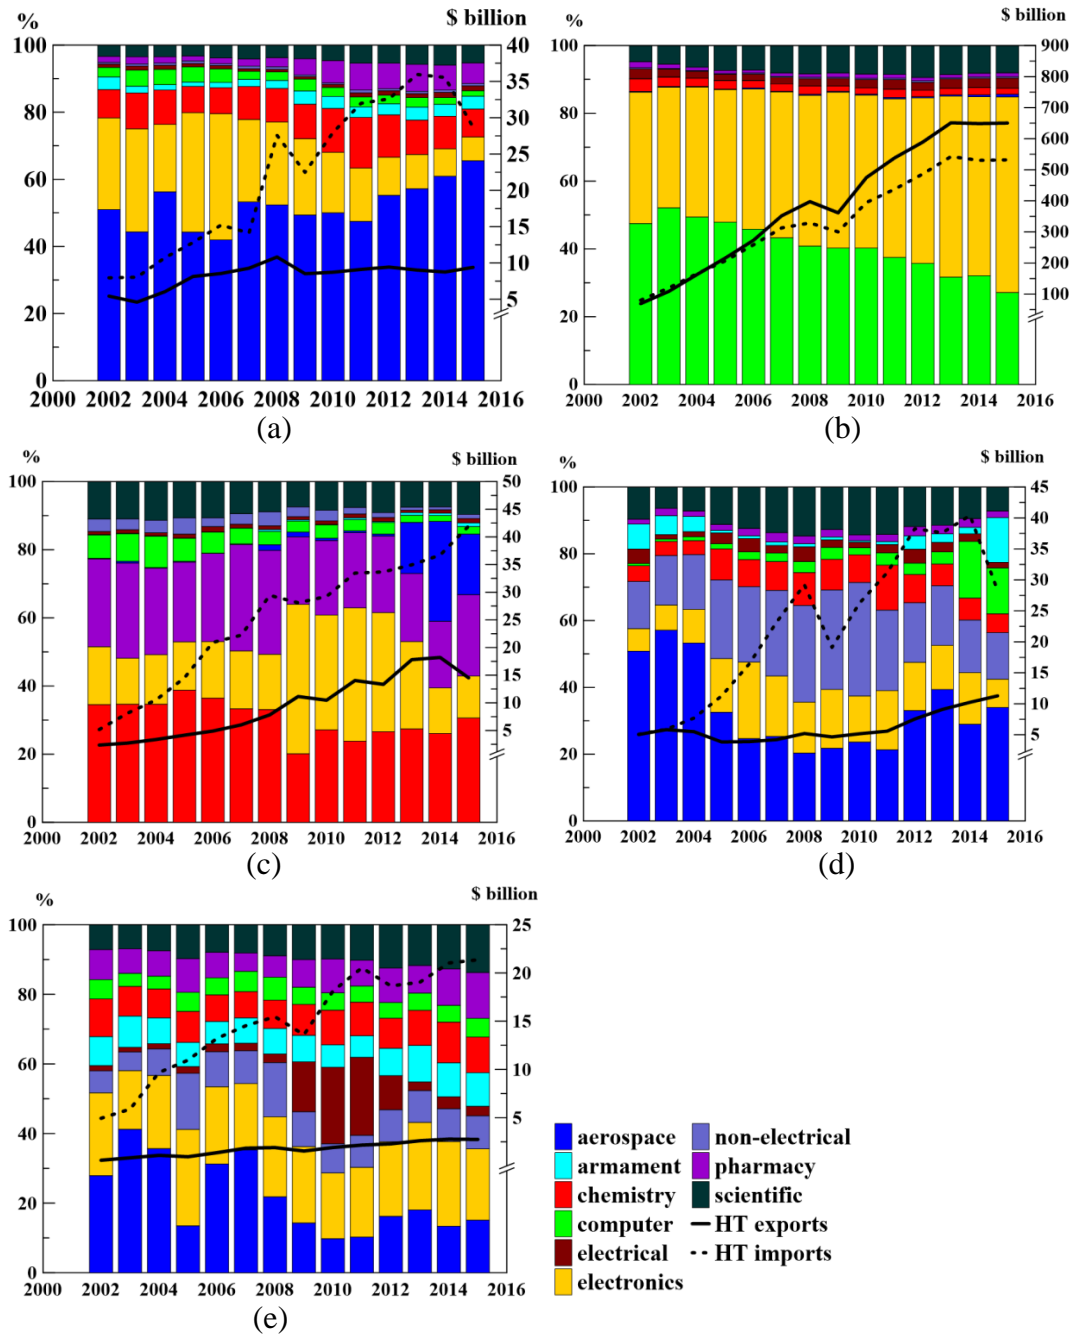 % $ billion
100 40
35
80
30
60 25
20
40
15
10
20
5
0
2000 2002 2004 2006 2008 2010 2012 2014 2016
(a)
% $ billion
100 900
800
80
700
60 600
500
40 400
300
20 200
100
0
2000 2002 2004 2006 2008 2010 2012 2014 2016
(b)
% $ billion
100 50
45
80 40
35
60 30
25
40 20
15
20 10
5
0
2000 2002 2004 2006 2008 2010 2012 2014 2016
(c)
% $ billion
100 45
40
80 35
30
60
25
40 20
15
20 10
5
0
2000 2002 2004 2006 2008 2010 2012 2014 2016
(d)
% $ billion
100 25
80 20
60 15
40 10
20 5
0
2000 2002 2004 2006 2008 2010 2012 2014 2016
(e)
aerospace
armament
chemistry
computer
electrical
electronics
non-electrical
pharmacy
scientific
HT exports
HT imports